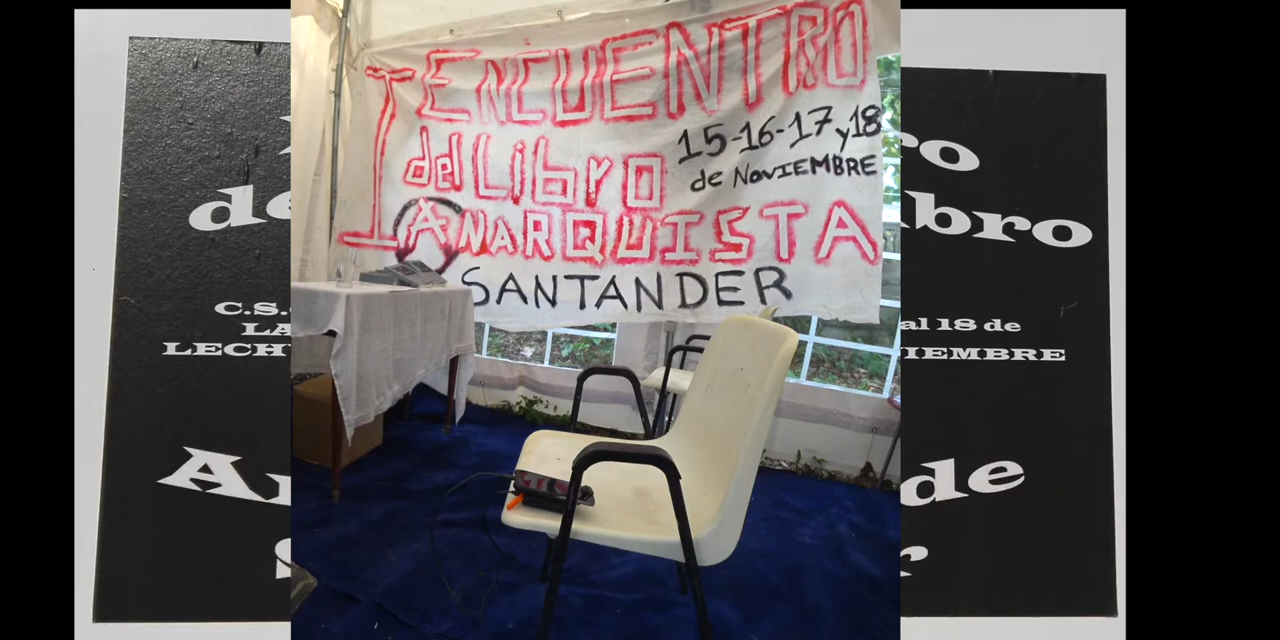 I ENCUENTRO
del LibrO
15-16-17 y 18
de NovIEMBRE
ANaRQUISTA
SANTANDER
de
C.S.
LA
LECH
ro
bro
al 18 de
IEMBRE
de